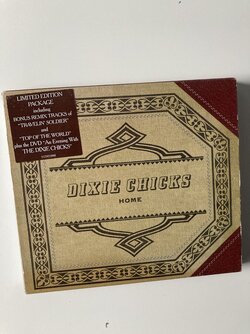 LIMITED EDITION
PACKAGE
including
BONUS REMIX TRACKS of
"TRAVELIN' SOLDIER"
and
"TOP OF THE WORLD"
plus the DVD "An Evening With
THE DIXIE CHICKS"
DIXIE CHICKS
HOME